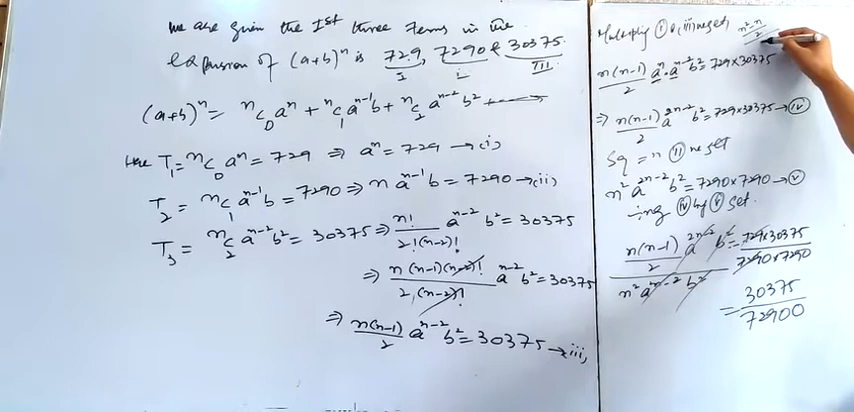 We are given the 1st three terms in the
expansion of (a+b)^n is 729, 7290 & 30375.
I II III
(a+b)^n = nC0 a^n + nC1 a^n-1 b + nC2 a^n-2 b^2 +
Here T1 = nC0 a^n = 729 ⇒ a^n = 729 → (i)
T2 = nC1 a^n-1 b = 7290 ⇒ n a^n-1 b = 7290 → (ii)
T3 = nC2 a^n-2 b^2 = 30375 ⇒ n!/2!(n-2)! a^n-2 b^2 = 30375
⇒ n(n-1)(n-2)!/2,(n-2)! a^n-2 b^2 = 30375
⇒ n(n-1)/2 a^n-2 b^2 = 30375 → iii,
Multiply (i) & (iii) we get n^2-n/2
n(n-1)/2 a^n · a^n-2 b^2 = 729×30375
⇒ n(n-1)/2 a^2n-2 b^2 = 729×30375 → (iv)
Sq = n (ii) we get
n^2 a^2n-2 b^2 = 7290×7290 → (v)
÷ing (iv) by (v) get.
n(n-1)/2 a^2n-2 b^2 / n^2 a^2n-2 b^2 = 729×30375/7290×7290
= 30375/72900